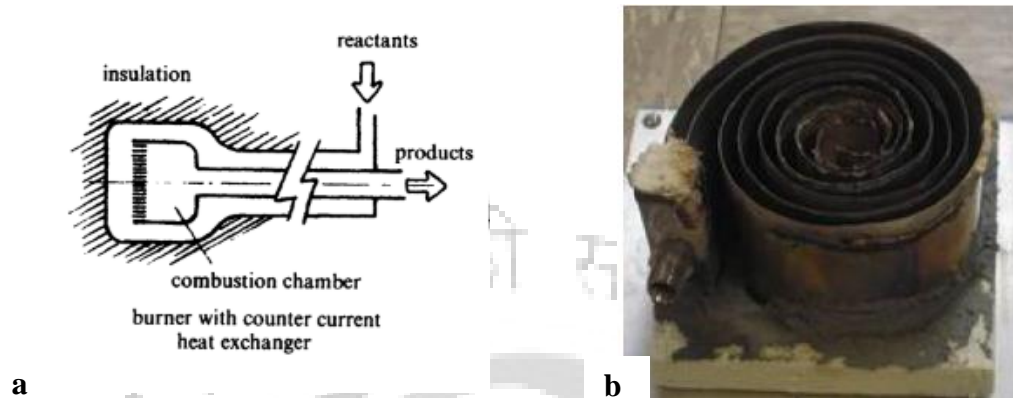 reactants
insulation
products
combustion chamber
burner with counter current
heat exchanger
a
b